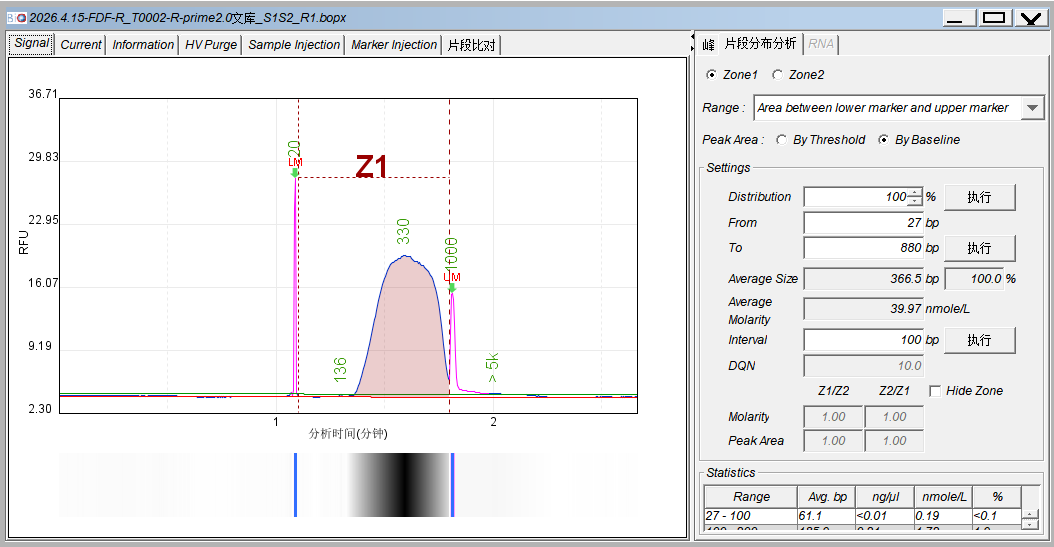 2026.4.15-FDF-R_T0002-R-prime2.0文库_S1S2_R1.bopx
Signal Current Information HV Purge Sample Injection Marker Injection 片段比对
峰 片段分布分析 RNA
36.71
29.83
22.95
16.07
9.19
2.30
RFU
20
LM
Z1
330
1000
UM
136
> 5k
1 2
分析时间(分钟)
Zone1 Zone2
Range : Area between lower marker and upper marker
Peak Area : By Threshold By Baseline
Settings
Distribution 100 % 执行
From 27 bp
To 880 bp 执行
Average Size 366.5 bp 100.0 %
Average Molarity 39.97 nmole/L
Interval 100 bp 执行
DQN 10.0
Z1/Z2 Z2/Z1 Hide Zone
Molarity 1.00 1.00
Peak Area 1.00 1.00
Statistics
Range Avg. bp ng/µl nmole/L %
27 - 100 61.1 <0.01 0.19 <0.1